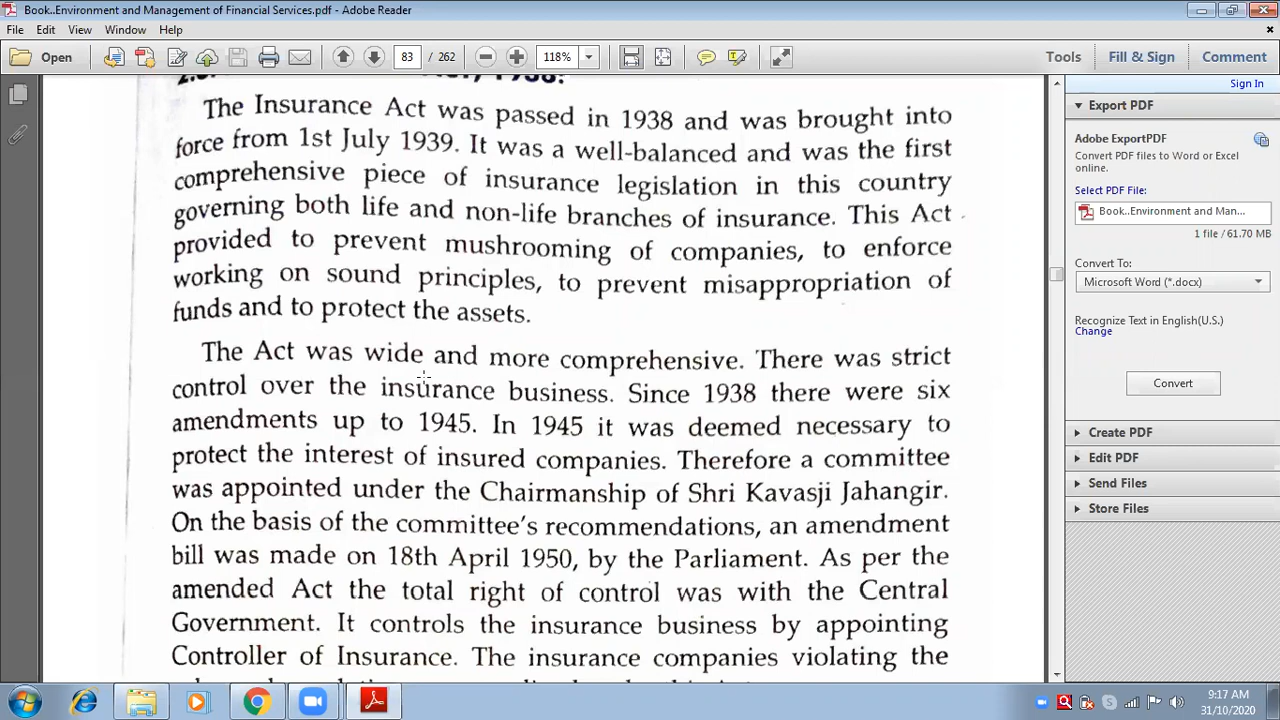 Book..Environment and Management of Financial Services.pdf - Adobe Reader
File Edit View Window Help
Open 83 / 262 118% Tools Fill & Sign Comment
Sign In
The Insurance Act was passed in 1938 and was brought into
force from 1st July 1939. It was a well-balanced and was the first
comprehensive piece of insurance legislation in this country
governing both life and non-life branches of insurance. This Act
provided to prevent mushrooming of companies, to enforce
working on sound principles, to prevent misappropriation of
funds and to protect the assets.
The Act was wide and more comprehensive. There was strict
control over the insurance business. Since 1938 there were six
amendments up to 1945. In 1945 it was deemed necessary to
protect the interest of insured companies. Therefore a committee
was appointed under the Chairmanship of Shri Kavasji Jahangir.
On the basis of the committee's recommendations, an amendment
bill was made on 18th April 1950, by the Parliament. As per the
amended Act the total right of control was with the Central
Government. It controls the insurance business by appointing
Controller of Insurance. The insurance companies violating the
Export PDF
Adobe ExportPDF
Convert PDF files to Word or Excel
online.
Select PDF File:
Book..Environment and Man...
1 file / 61.70 MB
Convert To:
Microsoft Word (*.docx)
Recognize Text in English(U.S.)
Change
Convert
Create PDF
Edit PDF
Send Files
Store Files
9:17 AM
31/10/2020